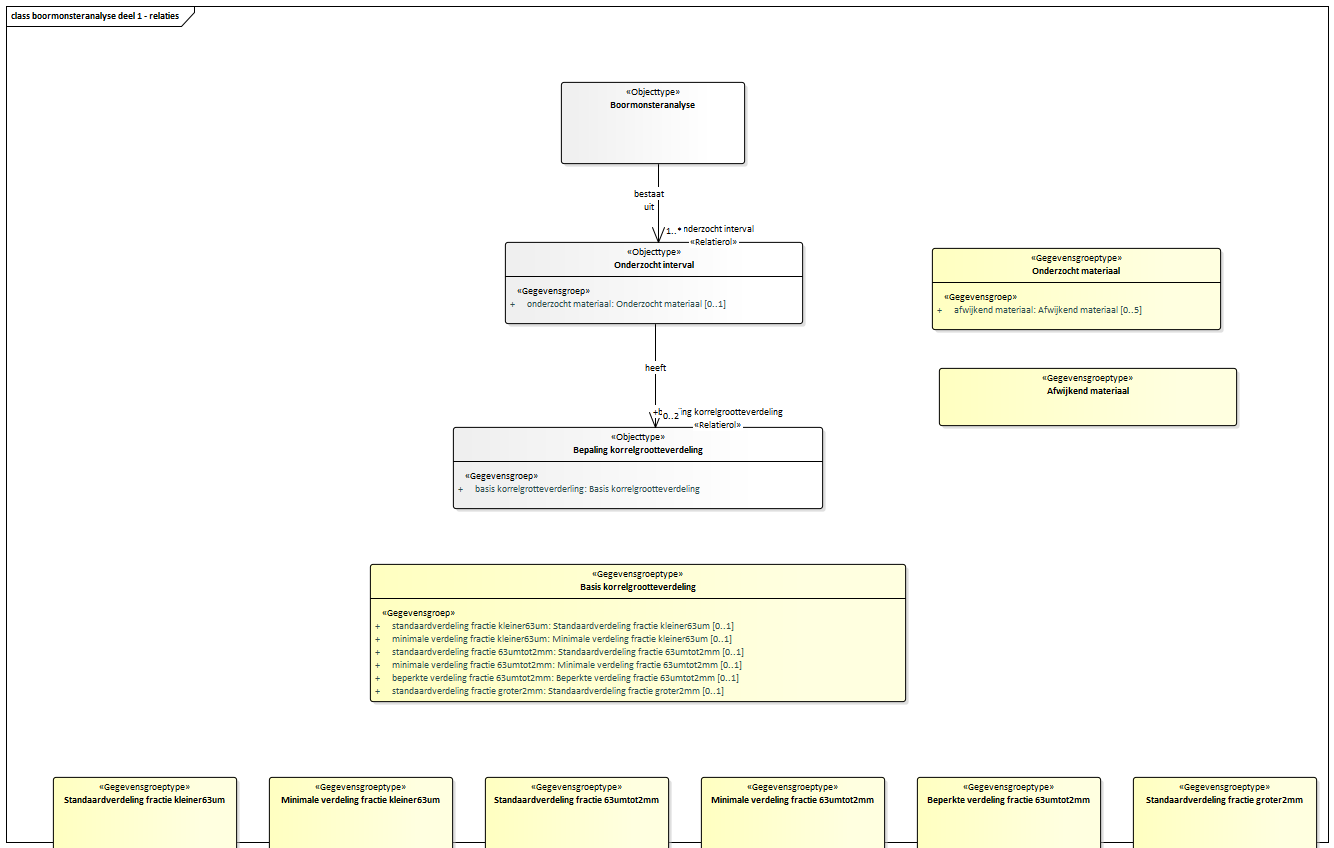 class boormonsteranalyse deel 1 - relaties
«Objecttype»
Boormonsteranalyse
bestaat
uit
1..* nderzocht interval
«Relatierol»
«Objecttype»
Onderzocht interval
«Gegevensgroep»
+ onderzocht materiaal: Onderzocht materiaal [0..1]
«Gegevensgroeptype»
Onderzocht materiaal
«Gegevensgroep»
+ afwijkend materiaal: Afwijkend materiaal [0..5]
«Gegevensgroeptype»
Afwijkend materiaal
heeft
0..2 ing korrelgrootteverdeling
«Relatierol»
«Objecttype»
Bepaling korrelgrootteverdeling
«Gegevensgroep»
+ basis korrelgrotteverderling: Basis korrelgrootteverdeling
«Gegevensgroeptype»
Basis korrelgrootteverdeling
«Gegevensgroep»
+ standaardverdeling fractie kleiner63um: Standaardverdeling fractie kleiner63um [0..1]
+ minimale verdeling fractie kleiner63um: Minimale verdeling fractie kleiner63um [0..1]
+ standaardverdeling fractie 63umtot2mm: Standaardverdeling fractie 63umtot2mm [0..1]
+ minimale verdeling fractie 63umtot2mm: Minimale verdeling fractie 63umtot2mm [0..1]
+ beperkte verdeling fractie 63umtot2mm: Beperkte verdeling fractie 63umtot2mm [0..1]
+ standaardverdeling fractie groter2mm: Standaardverdeling fractie groter2mm [0..1]
«Gegevensgroeptype»
Standaardverdeling fractie kleiner63um
«Gegevensgroeptype»
Minimale verdeling fractie kleiner63um
«Gegevensgroeptype»
Standaardverdeling fractie 63umtot2mm
«Gegevensgroeptype»
Minimale verdeling fractie 63umtot2mm
«Gegevensgroeptype»
Beperkte verdeling fractie 63umtot2mm
«Gegevensgroeptype»
Standaardverdeling fractie groter2mm